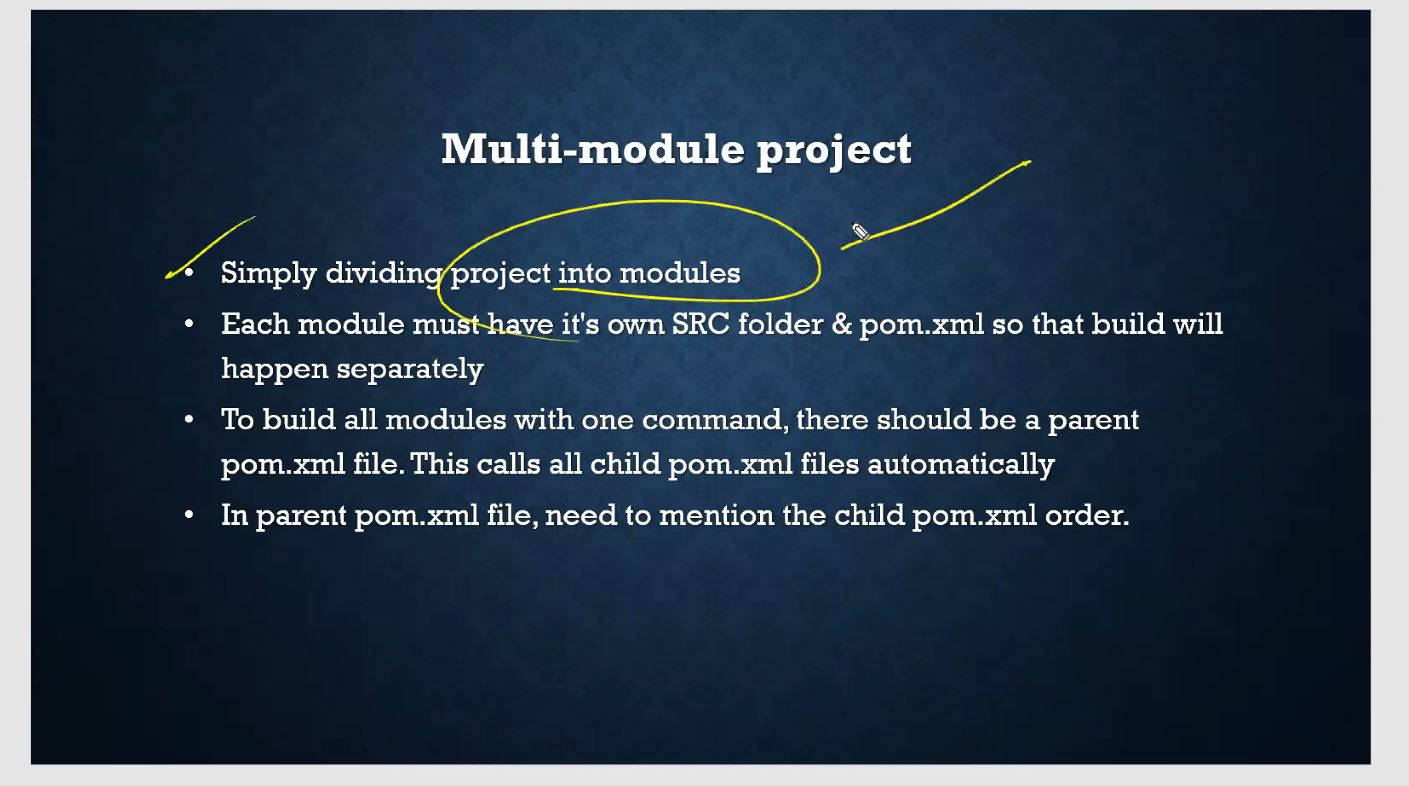 Multi-module project
• Simply dividing project into modules
• Each module must have it's own SRC folder & pom.xml so that build will
happen separately
• To build all modules with one command, there should be a parent
pom.xml file. This calls all child pom.xml files automatically
• In parent pom.xml file, need to mention the child pom.xml order.